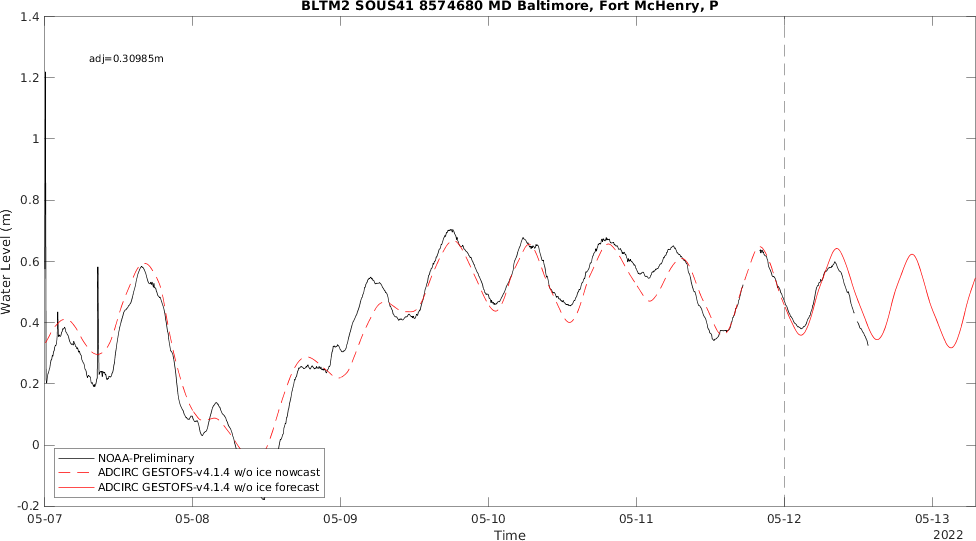 BLTM2 SOUS41 8574680 MD Baltimore, Fort McHenry, P
1.4
adj=0.30985m
1.2
1
0.8
0.6
0.4
0.2
0
-0.2
Water Level (m)
NOAA-Preliminary
ADCIRC GESTOFS-v4.1.4 w/o ice nowcast
ADCIRC GESTOFS-v4.1.4 w/o ice forecast
05-07 05-08 05-09 05-10 05-11 05-12 05-13
Time
2022